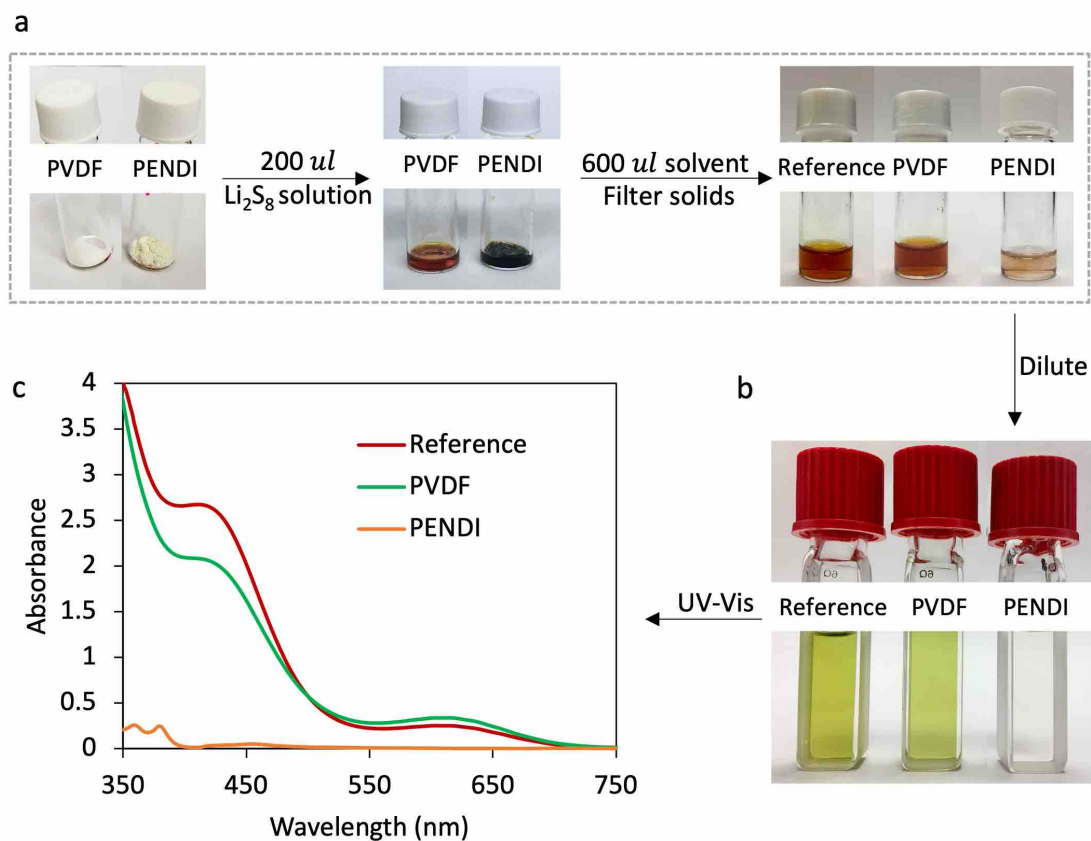 a
PVDF PENDI
200 ul
Li₂S₈ solution
PVDF PENDI
600 ul solvent
Filter solids
Reference PVDF PENDI
Dilute
b
Reference PVDF PENDI
UV-Vis
c
4
3.5
3
2.5
2
1.5
1
0.5
0
Absorbance
Reference
PVDF
PENDI
350 450 550 650 750
Wavelength (nm)